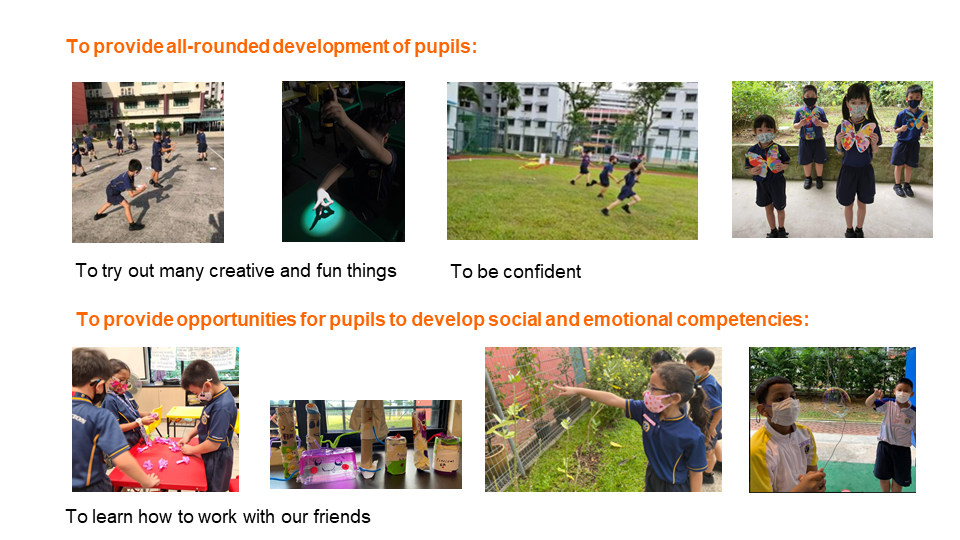 To provide all-rounded development of pupils:
To try out many creative and fun things
To be confident
To provide opportunities for pupils to develop social and emotional competencies:
To learn how to work with our friends